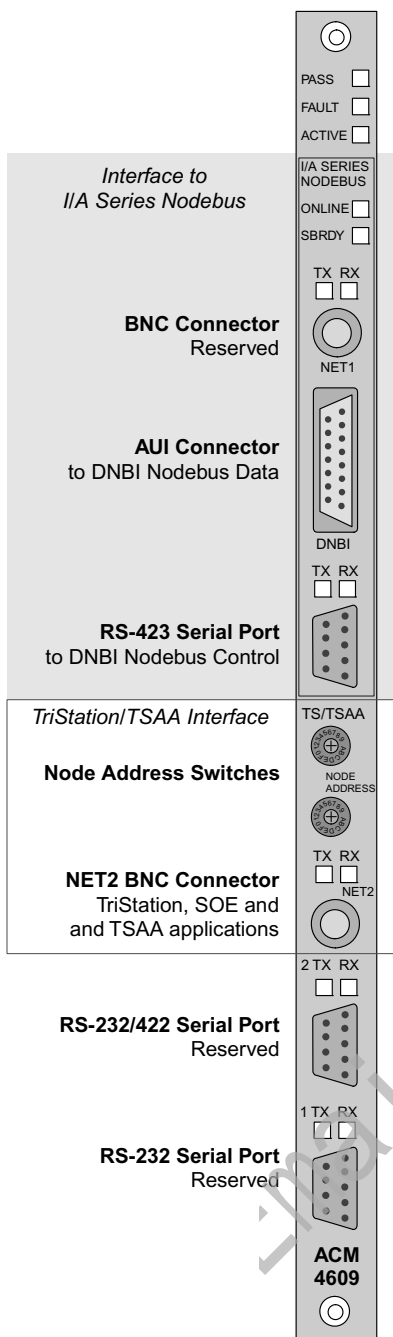 PASS
FAULT
ACTIVE
Interface to
I/A Series Nodebus
I/A SERIES
NODEBUS
ONLINE
SBRDY
TX RX
BNC Connector
Reserved
NET1
AUI Connector
to DNBI Nodebus Data
DNBI
TX RX
RS-423 Serial Port
to DNBI Nodebus Control
TriStation/TSAA Interface
TS/TSAA
Node Address Switches
NODE
ADDRESS
TX RX
NET2
NET2 BNC Connector
TriStation, SOE and
and TSAA applications
2 TX RX
RS-232/422 Serial Port
Reserved
1 TX RX
RS-232 Serial Port
Reserved
ACM
4609